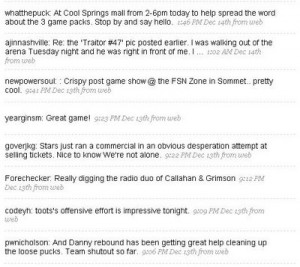 whatthepuck: At Cool Springs mall from 2-6pm today to help spread the word
about the 3 game packs. Stop by and say hello. 1:46 PM Dec 14th from web
ajinnashville: Re: the 'Traitor #47' pic posted earlier. I was walking out of the
arena Tuesday night and he was right in front of me. I ... 1:02 AM Dec 14th
from web
newpowersoul: : Crispy post game show @ the FSN Zone in Sommet.. pretty
cool. 9:41 PM Dec 13th from web
yearginsm: Great game! 9:23 PM Dec 13th from web
goverjkg: Stars just ran a commercial in an obvious desperation attempt at
selling tickets. Nice to know We're not alone. 9:22 PM Dec 13th from web
Forechecker: Really digging the radio duo of Callahan & Grimson 9:12 PM
Dec 13th from web
codeyh: toots's offensive effort is impressive tonight. 9:09 PM Dec 13th from
web
pwnicholson: And Danny rebound has been getting great help cleaning up
the loose pucks. Team shutout so far. 9:06 PM Dec 13th from web